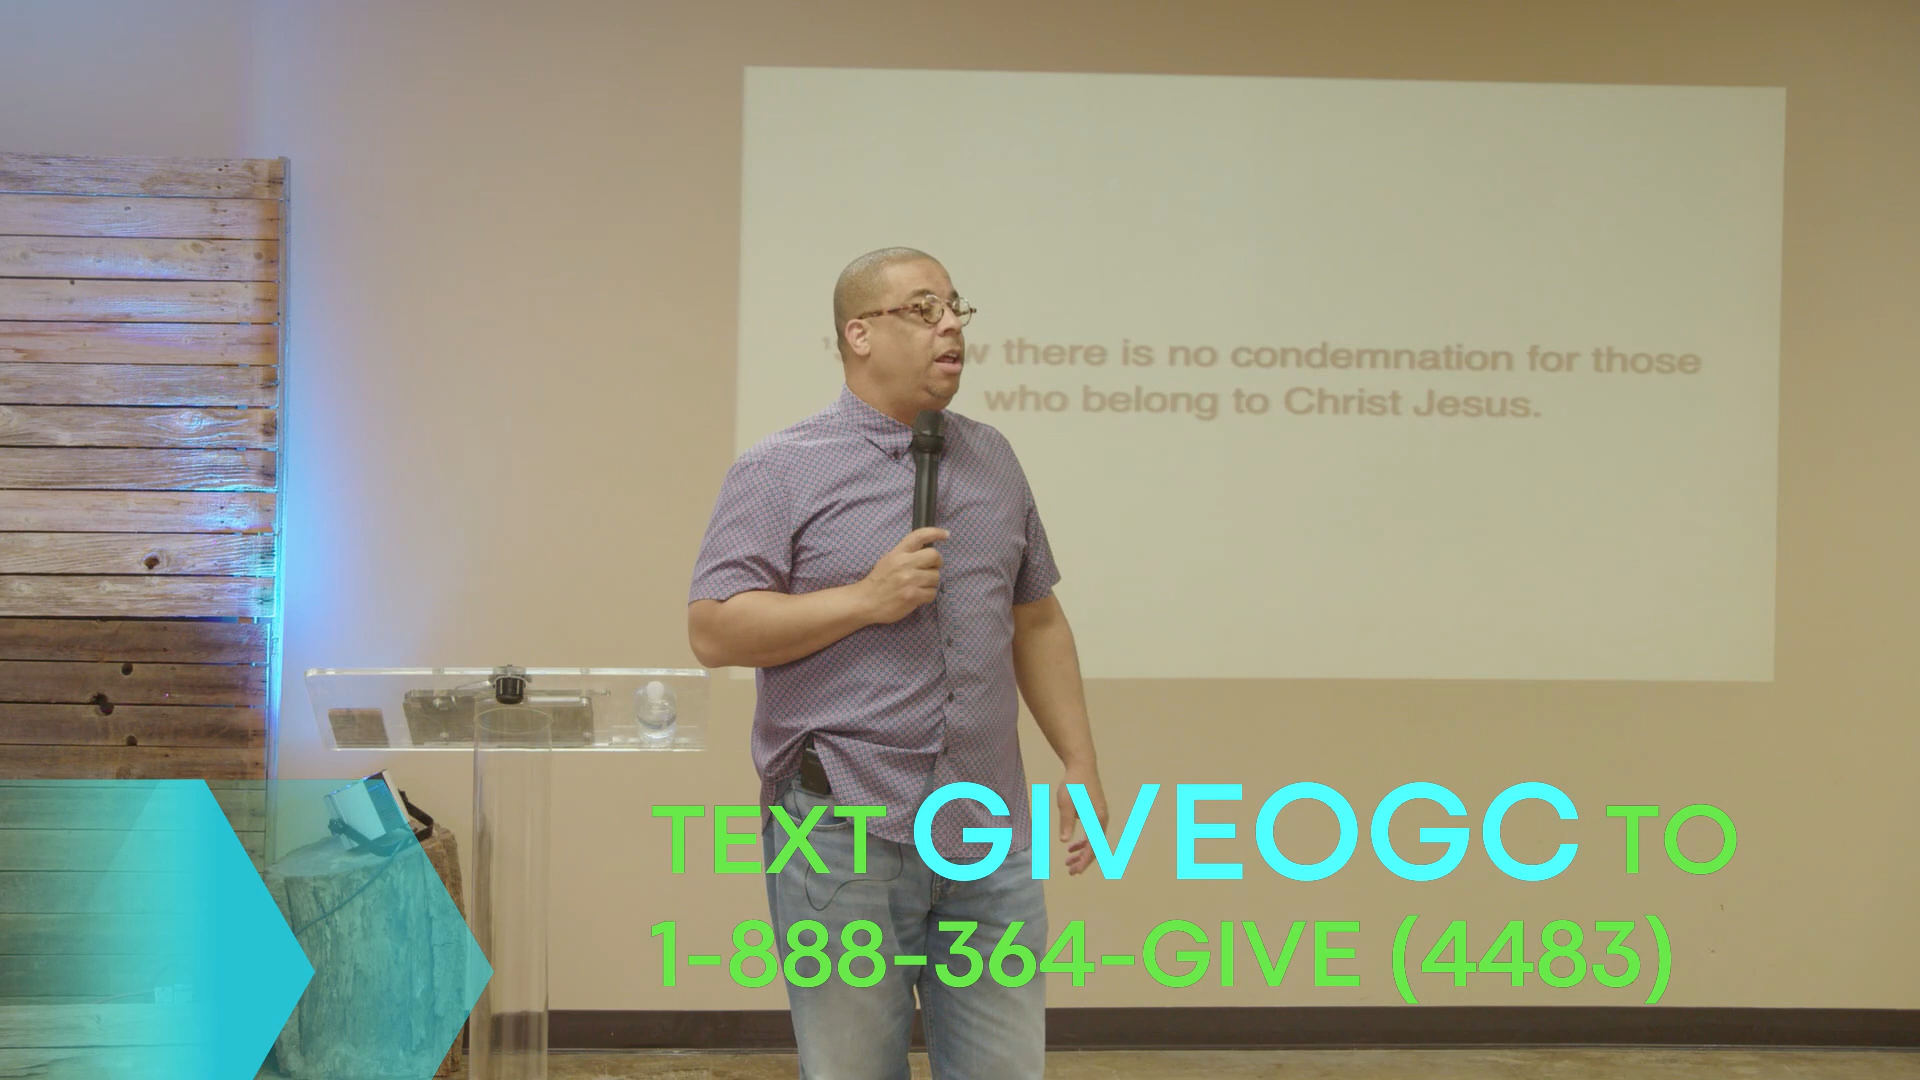 there is no condemnation for those
who belong to Christ Jesus.
TEXT GIVEOGC TO
1-888-364-GIVE (4483)